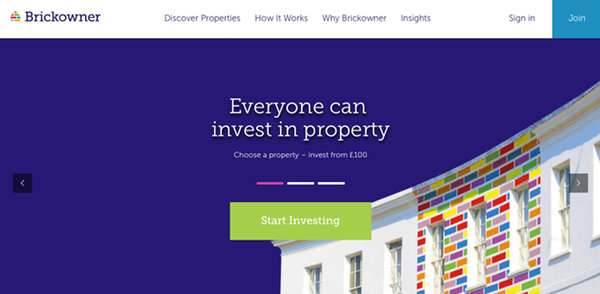 Brickowner
Discover Properties
How It Works
Why Brickowner
Insights
Sign in
Join
Everyone can
invest in property
Choose a property – invest from £100
Start Investing